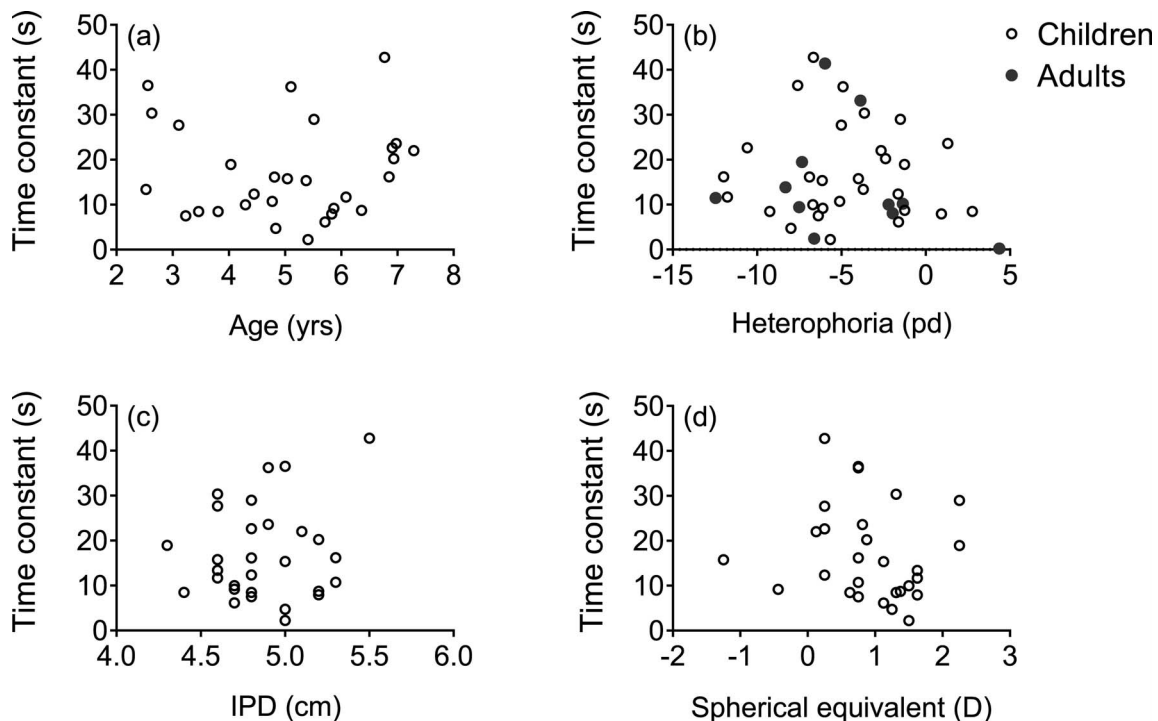 (a)
Time constant (s)
50
40
30
20
10
0
2 3 4 5 6 7 8
Age (yrs)
(b)
Time constant (s)
50
40
30
20
10
0
-15 -10 -5 0 5
Heterophoria (pd)
Children
Adults
(c)
Time constant (s)
50
40
30
20
10
0
4.0 4.5 5.0 5.5 6.0
IPD (cm)
(d)
Time constant (s)
50
40
30
20
10
0
-2 -1 0 1 2 3
Spherical equivalent (D)